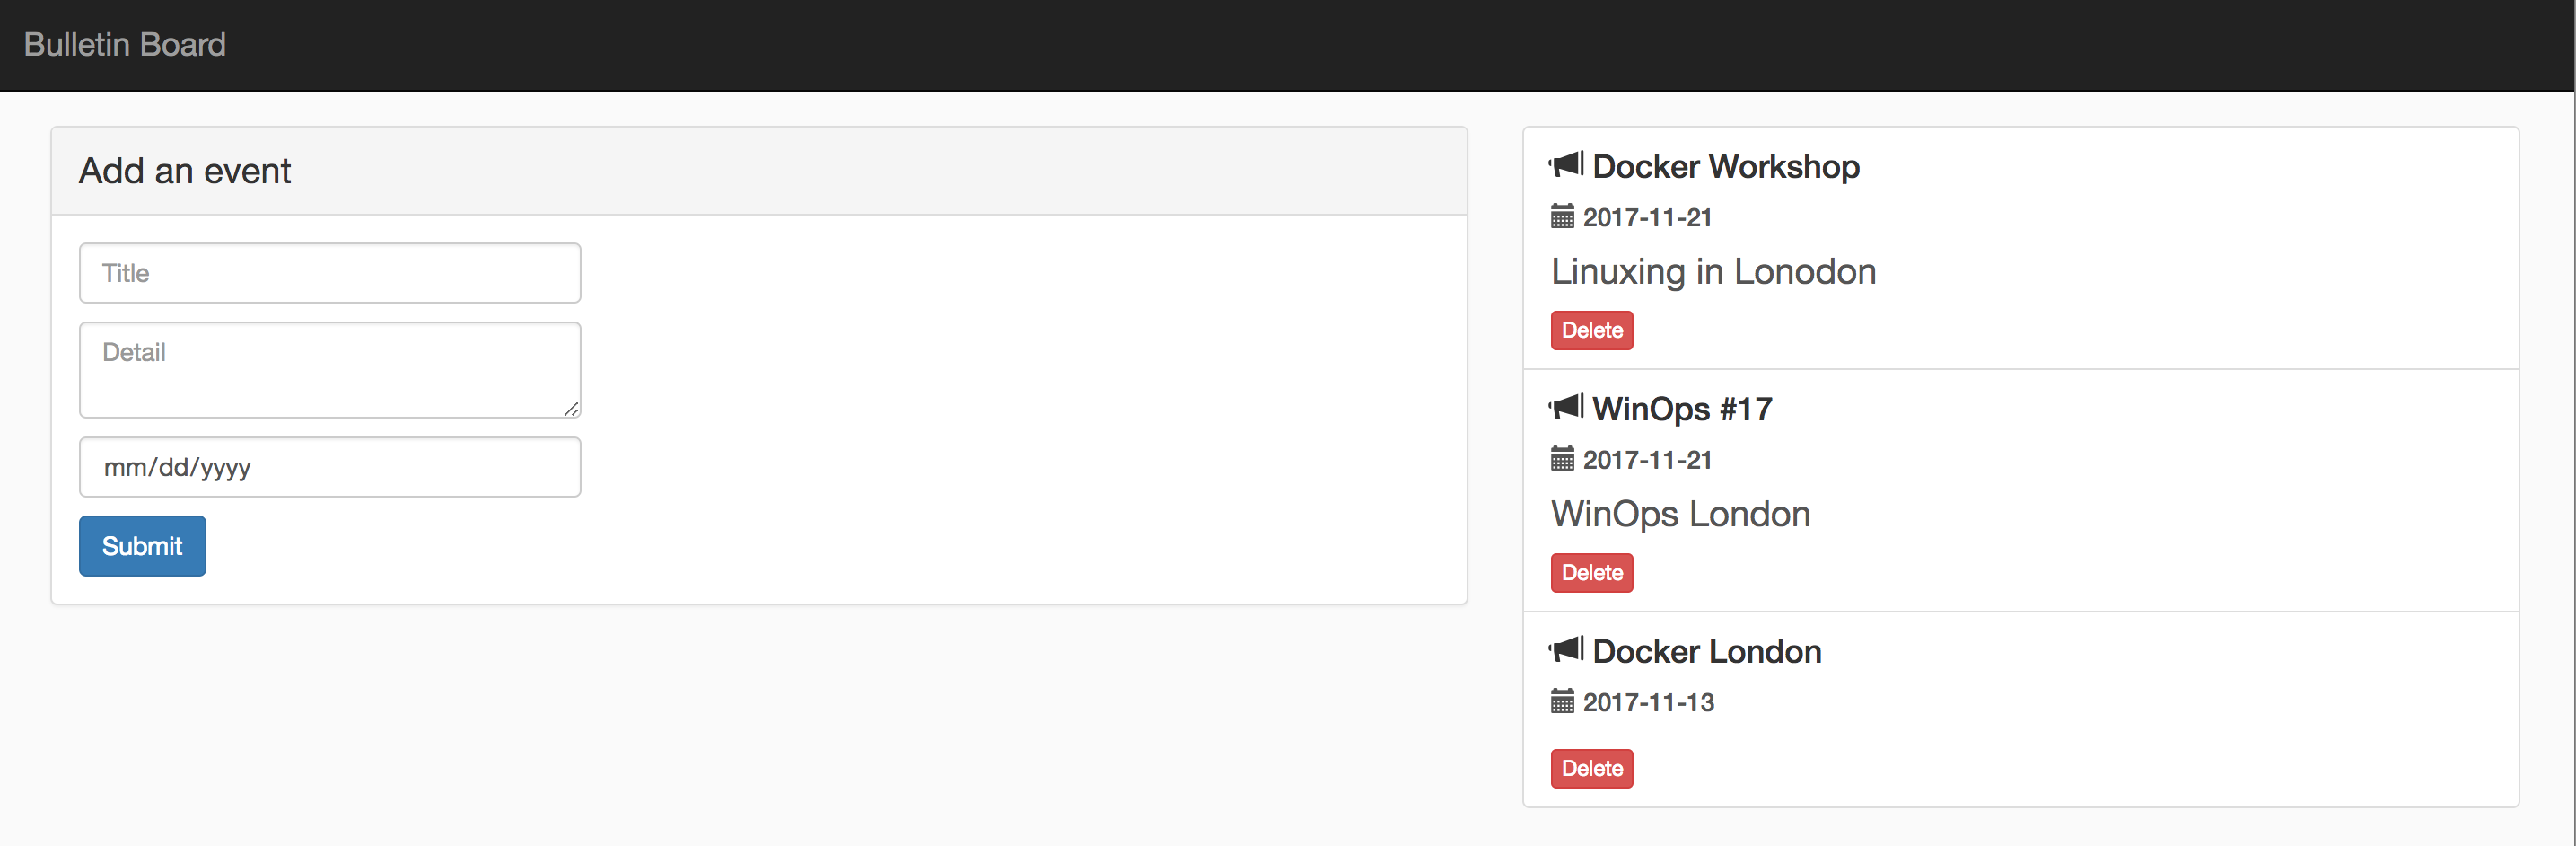 Bulletin Board
Add an event
Title
Detail
mm/dd/yyyy
Submit
Docker Workshop
2017-11-21
Linuxing in Lonodon
Delete
WinOps #17
2017-11-21
WinOps London
Delete
Docker London
2017-11-13
Delete